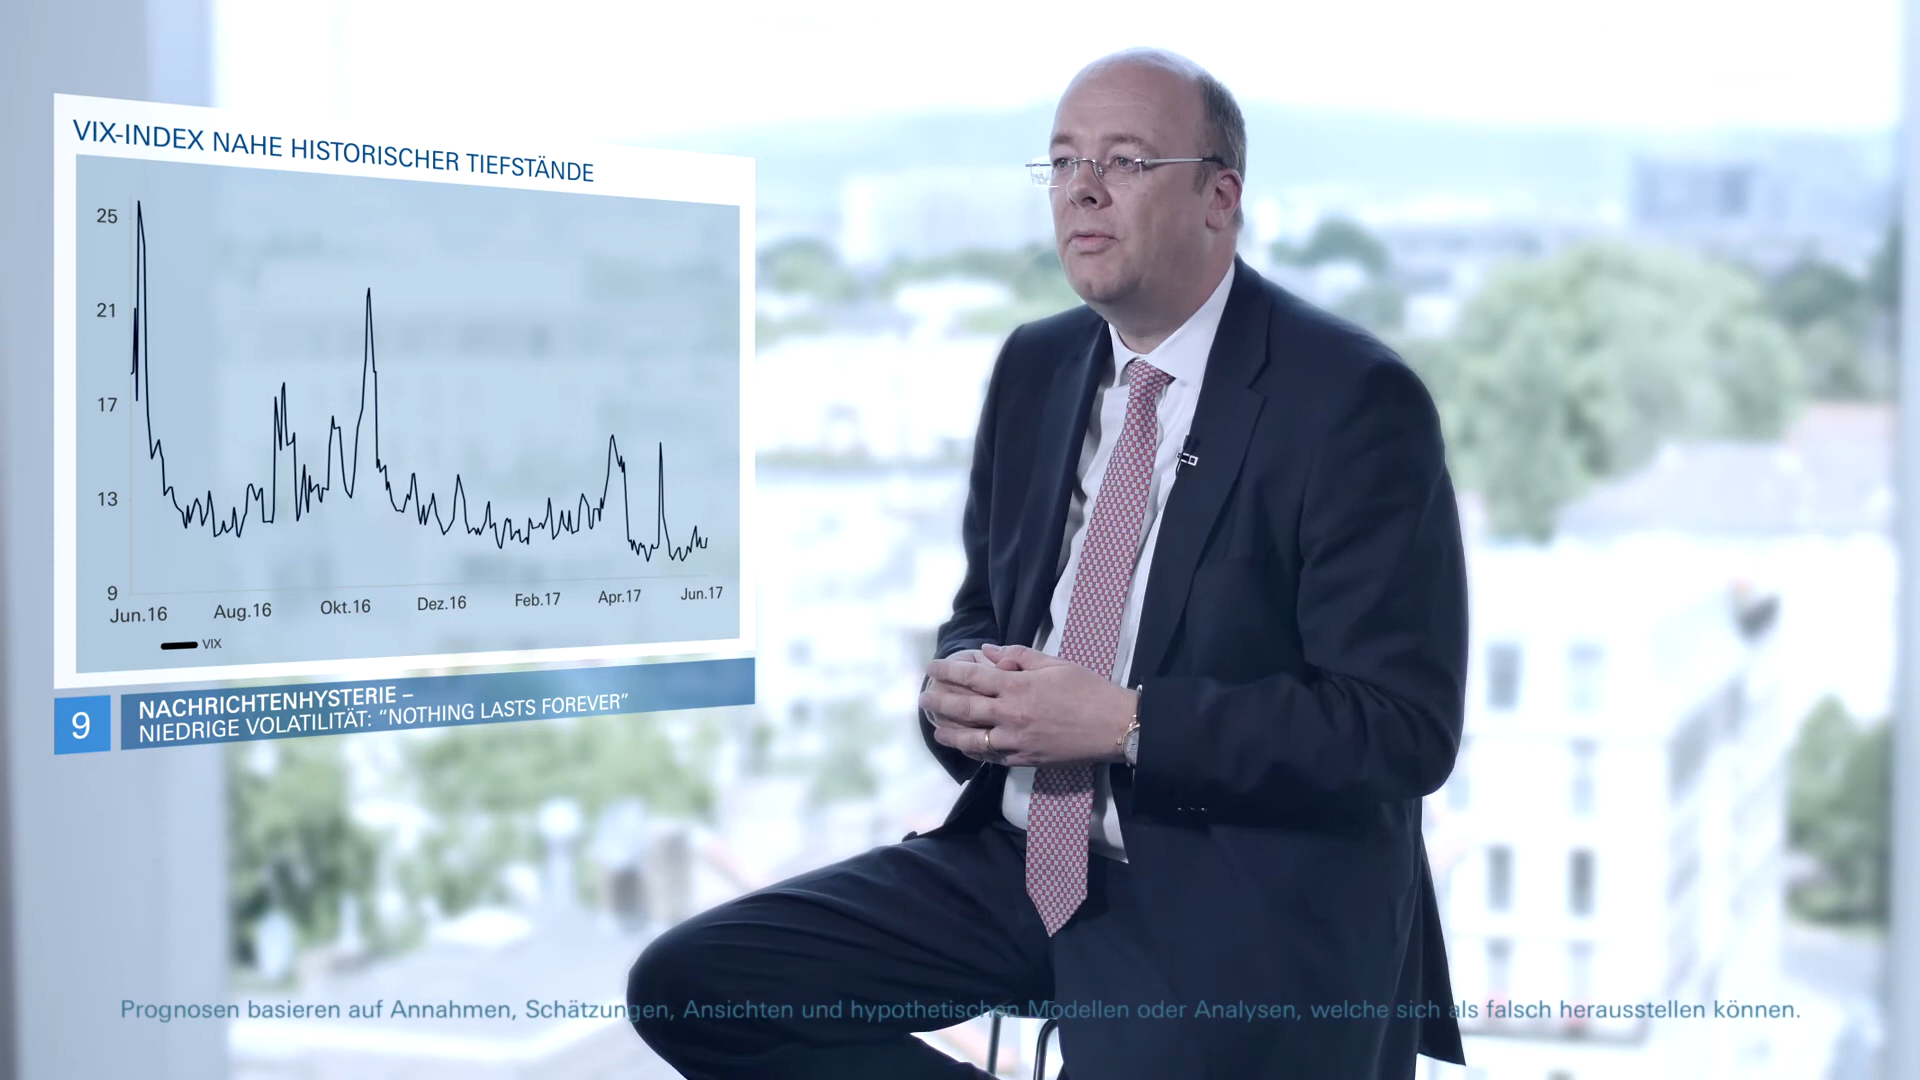 VIX-INDEX NAHE HISTORISCHER TIEFSTÄNDE
25
21
17
13
9
Jun.16 Aug.16 Okt.16 Dez.16 Feb.17 Apr.17 Jun.17
VIX
9
NACHRICHTENHYSTERIE –
NIEDRIGE VOLATILITÄT: “NOTHING LASTS FOREVER”
Prognosen basieren auf Annahmen, Schätzungen, Ansichten und hypothetischen Modellen oder Analysen, welche sich als falsch herausstellen können.